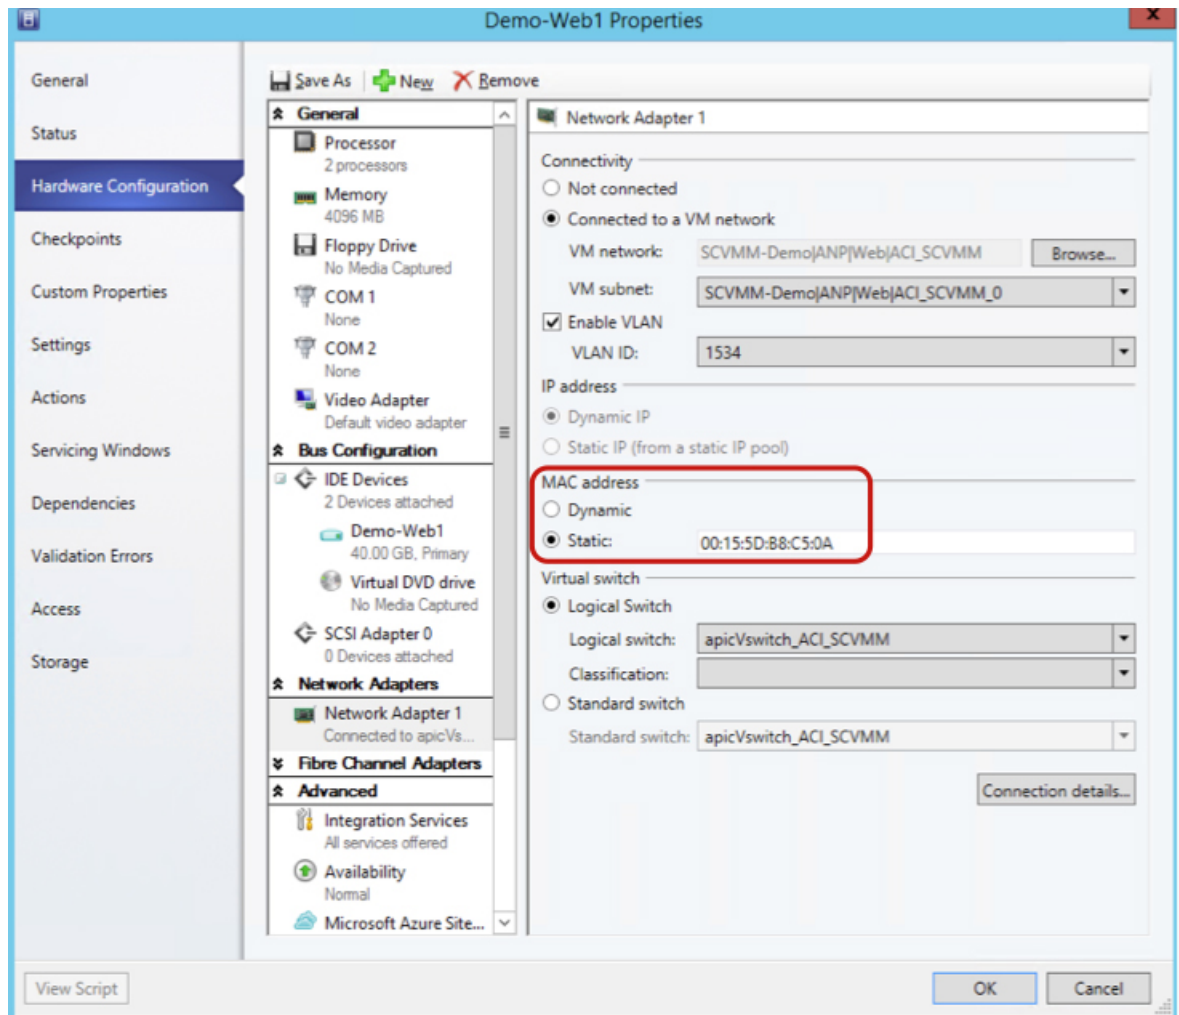 Demo-Web1 Properties
x
General
Status
Hardware Configuration
Checkpoints
Custom Properties
Settings
Actions
Servicing Windows
Dependencies
Validation Errors
Access
Storage
Save As New Remove
General
Processor
2 processors
Memory
4096 MB
Floppy Drive
No Media Captured
COM 1
None
COM 2
None
Video Adapter
Default video adapter
Bus Configuration
IDE Devices
2 Devices attached
Demo-Web1
40.00 GB, Primary
Virtual DVD drive
No Media Captured
SCSI Adapter 0
0 Devices attached
Network Adapters
Network Adapter 1
Connected to apicVs...
Fibre Channel Adapters
Advanced
Integration Services
All services offered
Availability
Normal
Microsoft Azure Site...
Network Adapter 1
Connectivity
Not connected
Connected to a VM network
VM network: SCVMM-Demo|ANP|Web|ACI_SCVMM Browse...
VM subnet: SCVMM-Demo|ANP|Web|ACI_SCVMM_0
Enable VLAN
VLAN ID: 1534
IP address
Dynamic IP
Static IP (from a static IP pool)
MAC address
Dynamic
Static: 00:15:5D:B8:C5:0A
Virtual switch
Logical Switch
Logical switch: apicVswitch_ACI_SCVMM
Classification:
Standard switch
Standard switch: apicVswitch_ACI_SCVMM
Connection details...
View Script OK Cancel